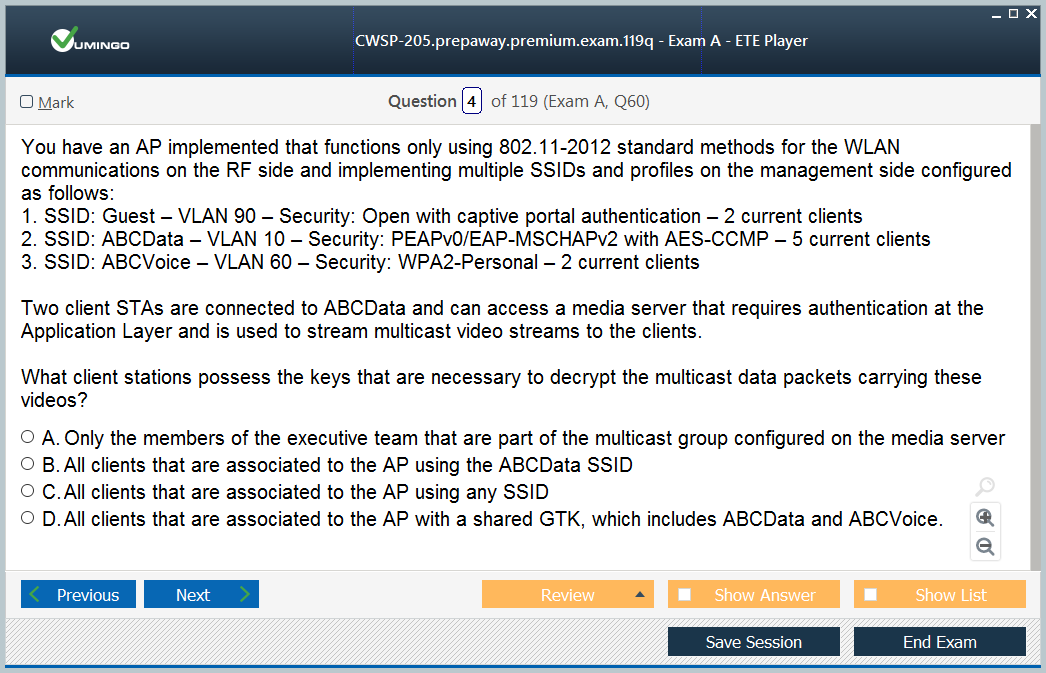 VUMINGO
CWSP-205.prepaway.premium.exam.119q - Exam A - ETE Player
Mark
Question 4 of 119 (Exam A, Q60)
You have an AP implemented that functions only using 802.11-2012 standard methods for the WLAN
communications on the RF side and implementing multiple SSIDs and profiles on the management side configured
as follows:
1. SSID: Guest – VLAN 90 – Security: Open with captive portal authentication – 2 current clients
2. SSID: ABCData – VLAN 10 – Security: PEAPv0/EAP-MSCHAPv2 with AES-CCMP – 5 current clients
3. SSID: ABCVoice – VLAN 60 – Security: WPA2-Personal – 2 current clients
Two client STAs are connected to ABCData and can access a media server that requires authentication at the
Application Layer and is used to stream multicast video streams to the clients.
What client stations possess the keys that are necessary to decrypt the multicast data packets carrying these
videos?
A. Only the members of the executive team that are part of the multicast group configured on the media server
B. All clients that are associated to the AP using the ABCData SSID
C. All clients that are associated to the AP using any SSID
D. All clients that are associated to the AP with a shared GTK, which includes ABCData and ABCVoice.
Previous
Next
Review
Show Answer
Show List
Save Session
End Exam